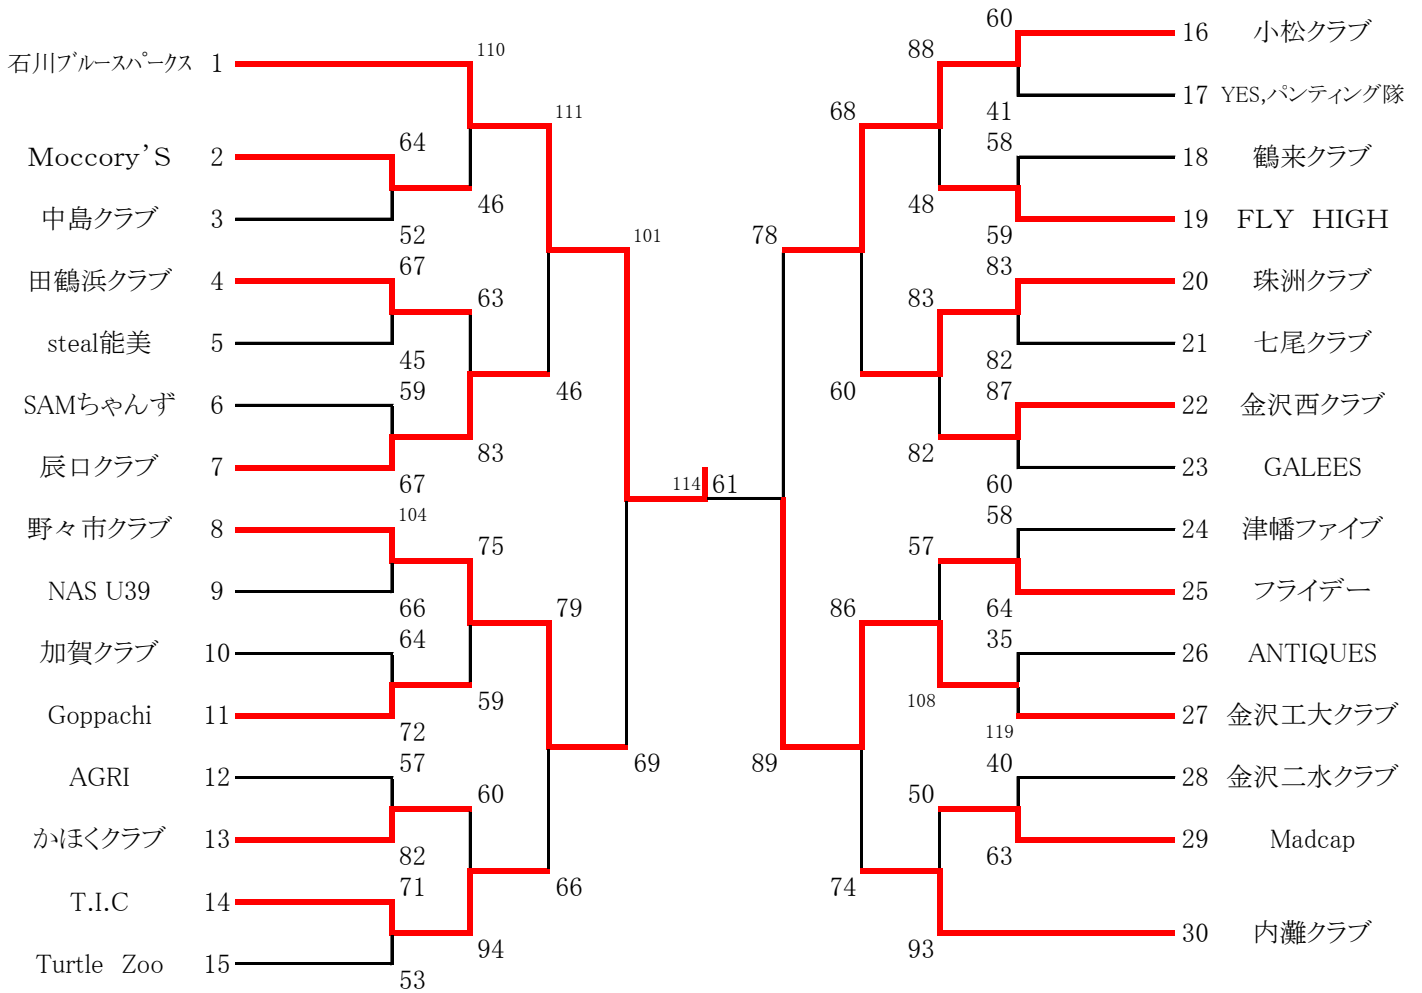 石川ブルースパークス 1
Moccory’S 2
中島クラブ 3
田鶴浜クラブ 4
steal能美 5
SAMちゃんず 6
辰口クラブ 7
野々市クラブ 8
NAS U39 9
加賀クラブ 10
Goppachi 11
AGRI 12
かほくクラブ 13
T.I.C 14
Turtle Zoo 15
64
52
67
45
59
67
104
66
64
72
57
82
71
53
110
46
63
83
75
59
60
94
111
46
79
66
101
69
114 61
78
89
68
60
86
74
88
48
83
82
57
108
50
93
60
41
58
59
83
82
87
60
58
64
35
119
40
63
16 小松クラブ
17 YES,パンティング隊
18 鶴来クラブ
19 FLY HIGH
20 珠洲クラブ
21 七尾クラブ
22 金沢西クラブ
23 GALEES
24 津幡ファイブ
25 フライデー
26 ANTIQUES
27 金沢工大クラブ
28 金沢二水クラブ
29 Madcap
30 内灘クラブ